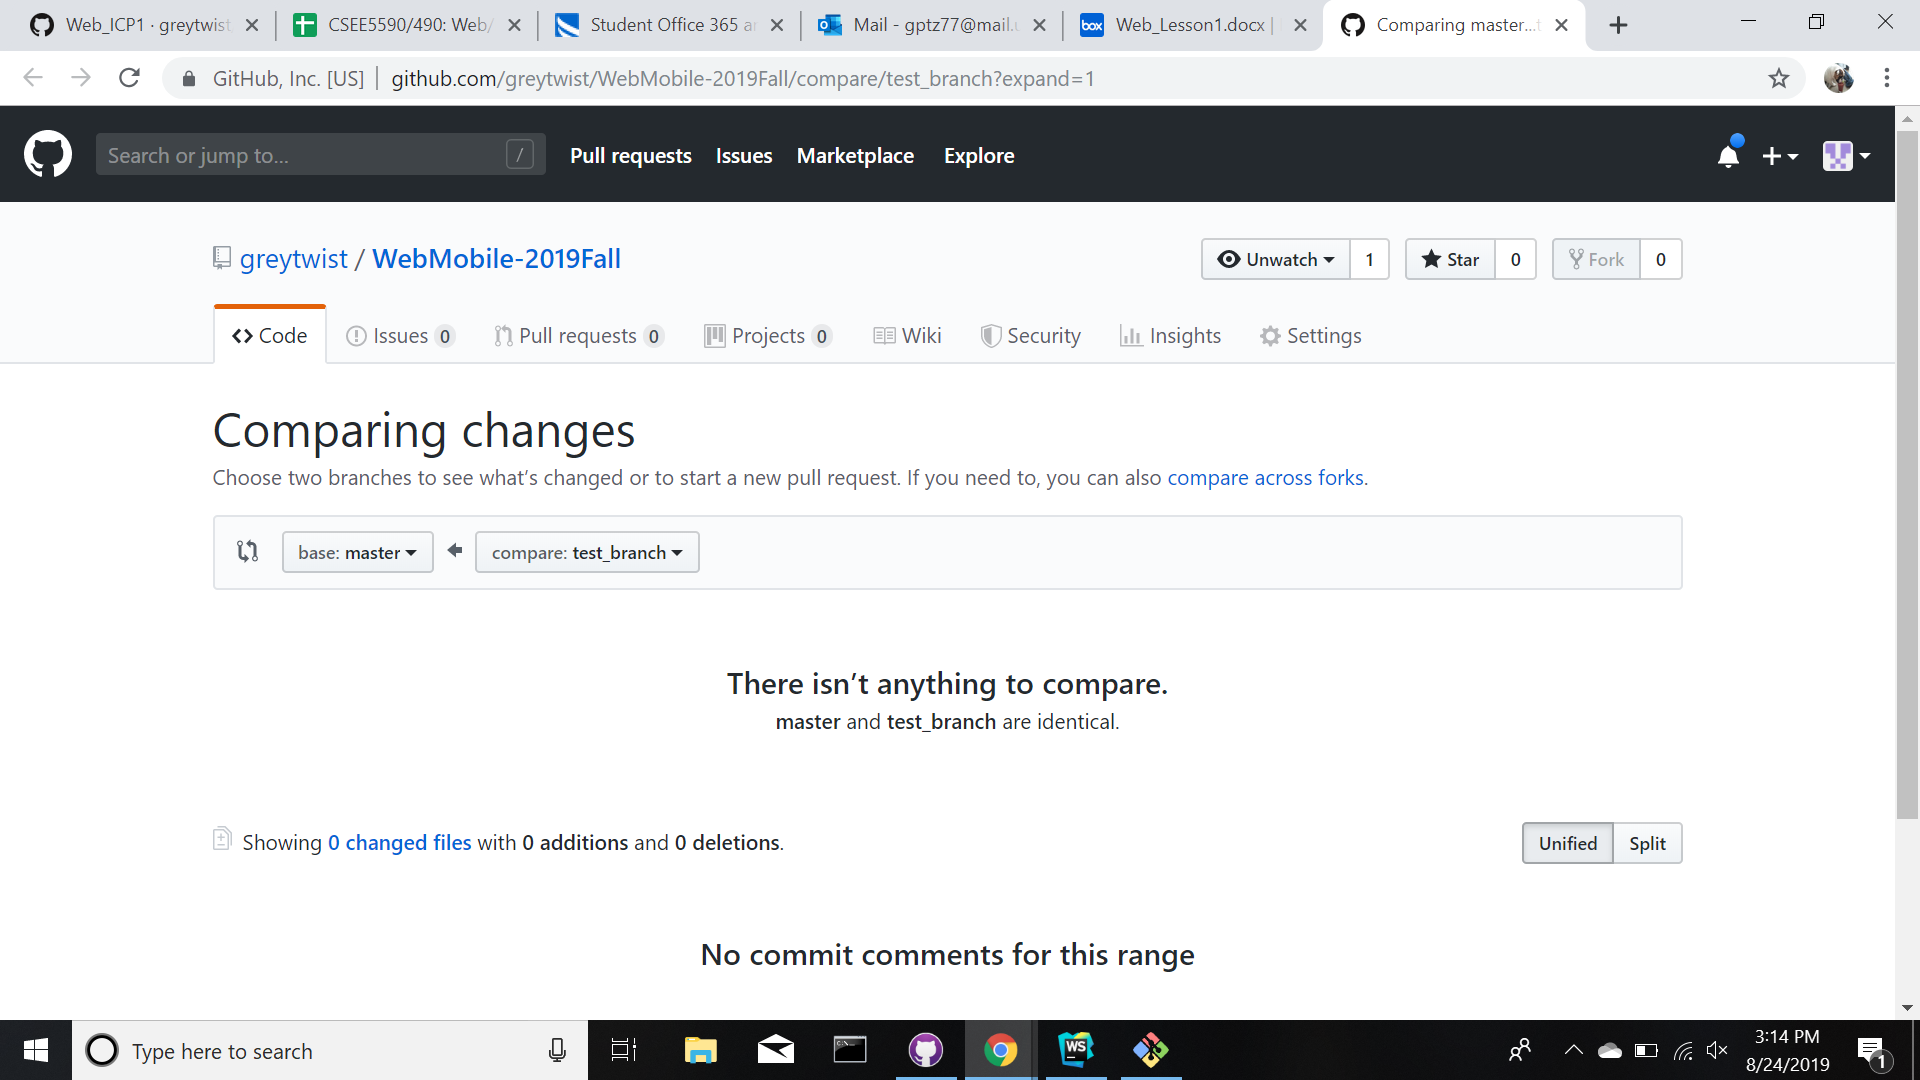 Web_ICP1 · greytwist
CSEE5590/490: Web/
Student Office 365 a
Mail - gptz77@mail.u
Web_Lesson1.docx |
Comparing master...t
GitHub, Inc. [US] | github.com/greytwist/WebMobile-2019Fall/compare/test_branch?expand=1
Search or jump to... /
Pull requests Issues Marketplace Explore
greytwist / WebMobile-2019Fall
Unwatch 1 Star 0 Fork 0
Code Issues 0 Pull requests 0 Projects 0 Wiki Security Insights Settings
Comparing changes
Choose two branches to see what’s changed or to start a new pull request. If you need to, you can also compare across forks.
base: master compare: test_branch
There isn’t anything to compare.
master and test_branch are identical.
Showing 0 changed files with 0 additions and 0 deletions.
Unified Split
No commit comments for this range
Type here to search
WS
3:14 PM
8/24/2019
1
box